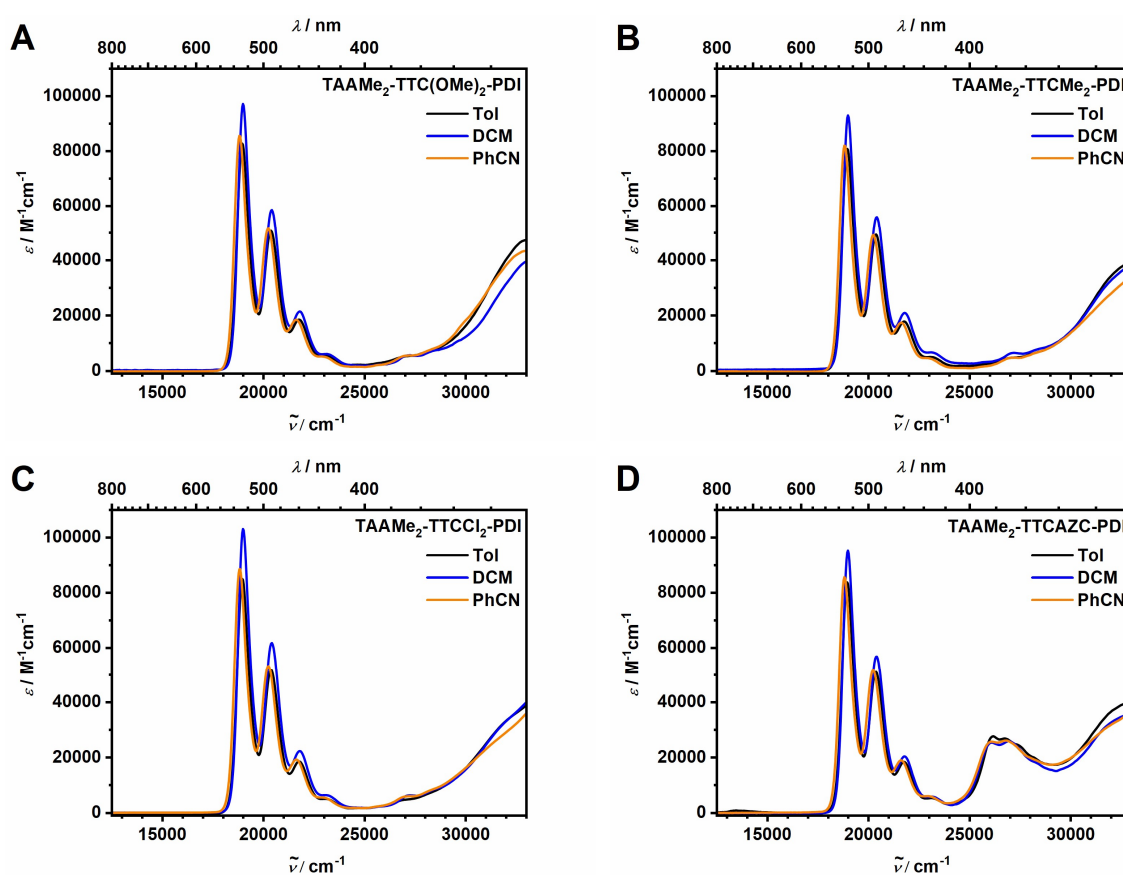 A
λ / nm
800 600 500 400
TAAMe₂-TTC(OMe)₂-PDI
Tol
DCM
PhCN
100000
80000
60000
40000
20000
0
ε / M⁻¹cm⁻¹
15000 20000 25000 30000
ṽ / cm⁻¹
B
λ / nm
800 600 500 400
TAAMe₂-TTCMe₂-PDI
Tol
DCM
PhCN
100000
80000
60000
40000
20000
0
ε / M⁻¹cm⁻¹
15000 20000 25000 30000
ṽ / cm⁻¹
C
λ / nm
800 600 500 400
TAAMe₂-TTCCl₂-PDI
Tol
DCM
PhCN
100000
80000
60000
40000
20000
0
ε / M⁻¹cm⁻¹
15000 20000 25000 30000
ṽ / cm⁻¹
D
λ / nm
800 600 500 400
TAAMe₂-TTCAZC-PDI
Tol
DCM
PhCN
100000
80000
60000
40000
20000
0
ε / M⁻¹cm⁻¹
15000 20000 25000 30000
ṽ / cm⁻¹